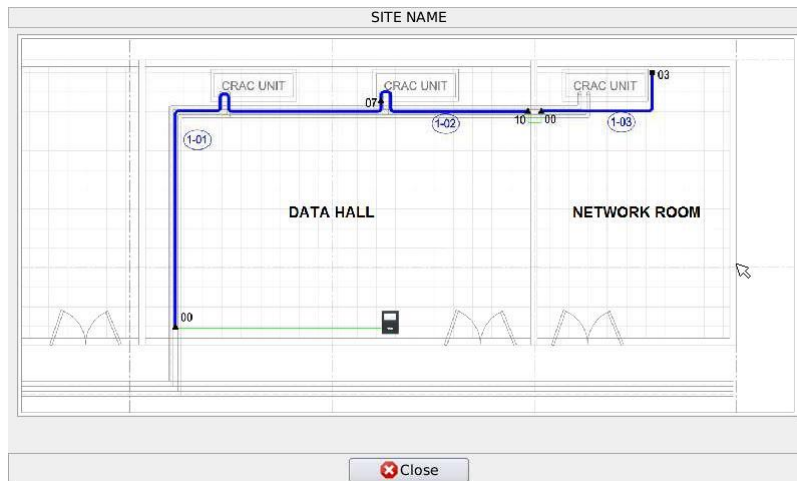 SITE NAME
CRAC UNIT
CRAC UNIT
CRAC UNIT
03
07
10
00
1-01
1-02
1-03
DATA HALL
NETWORK ROOM
00
Close